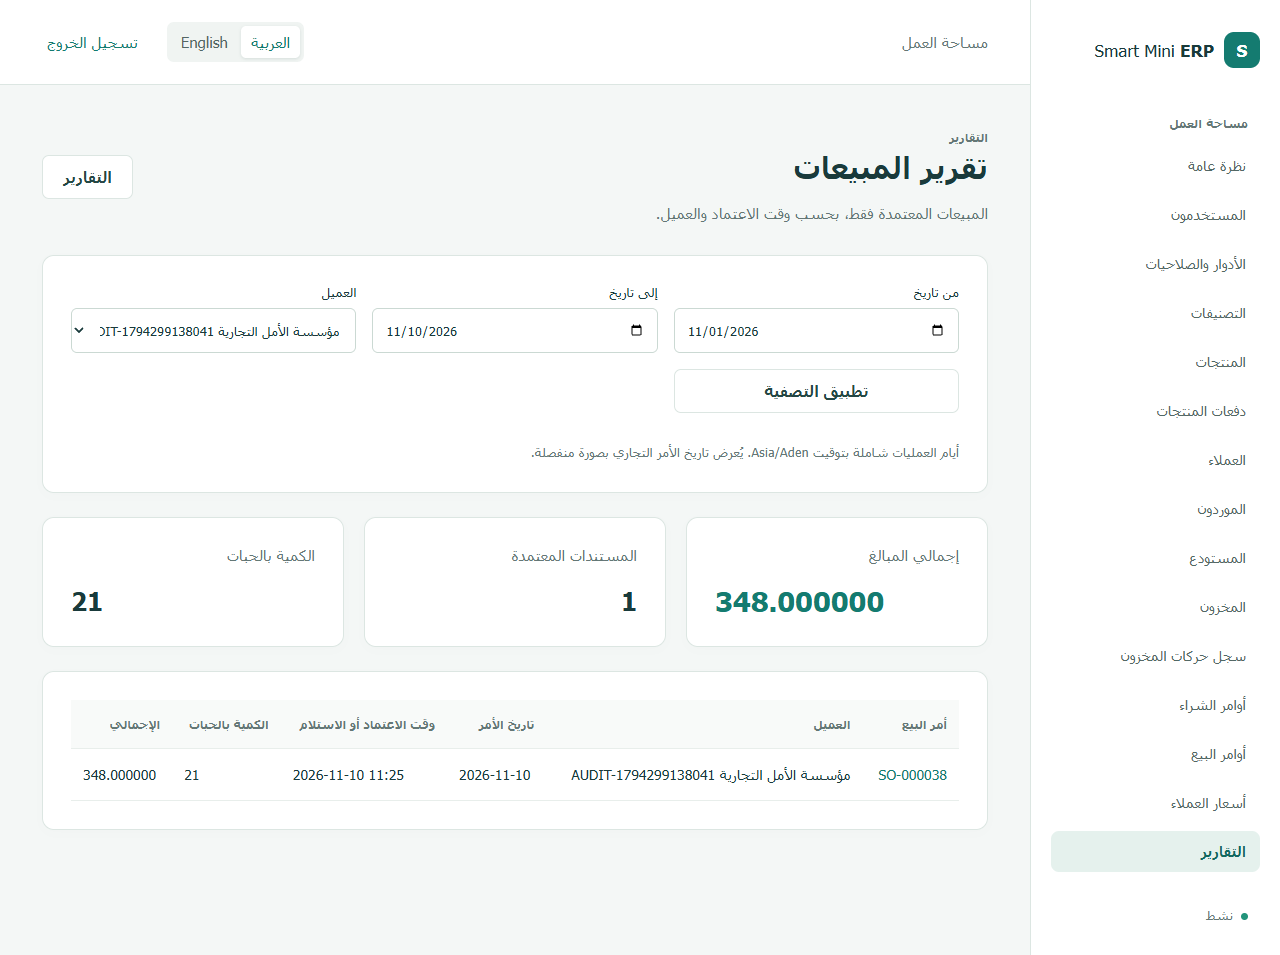 S
Smart Mini ERP
مساحة العمل
نظرة عامة
المستخدمون
الأدوار والصلاحيات
التصنيفات
المنتجات
دفعات المنتجات
العملاء
الموردون
المستودع
المخزون
سجل حركات المخزون
أوامر الشراء
أوامر البيع
أسعار العملاء
التقارير
نشط
مساحة العمل
العربية
English
تسجيل الخروج
التقارير
تقرير المبيعات
المبيعات المعتمدة فقط، بحسب وقت الاعتماد والعميل.
التقارير
من تاريخ
إلى تاريخ
العميل
11/01/2026
11/10/2026
مؤسسة الأمل التجارية DIT-1794299138041
تطبيق التصفية
أيام العمليات شاملة بتوقيت Asia/Aden. يُعرض تاريخ الأمر التجاري بصورة منفصلة.
إجمالي المبالغ
348.000000
المستندات المعتمدة
1
الكمية بالحبات
21
أمر البيع العميل تاريخ الأمر وقت الاعتماد أو الاستلام الكمية بالحبات الإجمالي
SO-000038 مؤسسة الأمل التجارية AUDIT-1794299138041 2026-11-10 2026-11-10 11:25 21 348.000000